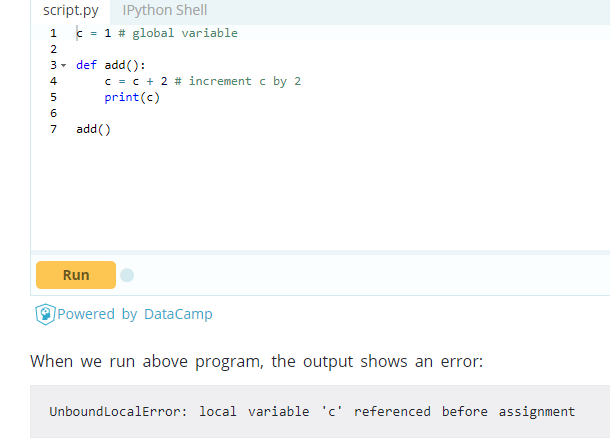 script.py IPython Shell
1 c = 1 # global variable
2
3 def add():
4     c = c + 2 # increment c by 2
5     print(c)
6
7 add()
Run
Powered by DataCamp
When we run above program, the output shows an error:
UnboundLocalError: local variable 'c' referenced before assignment